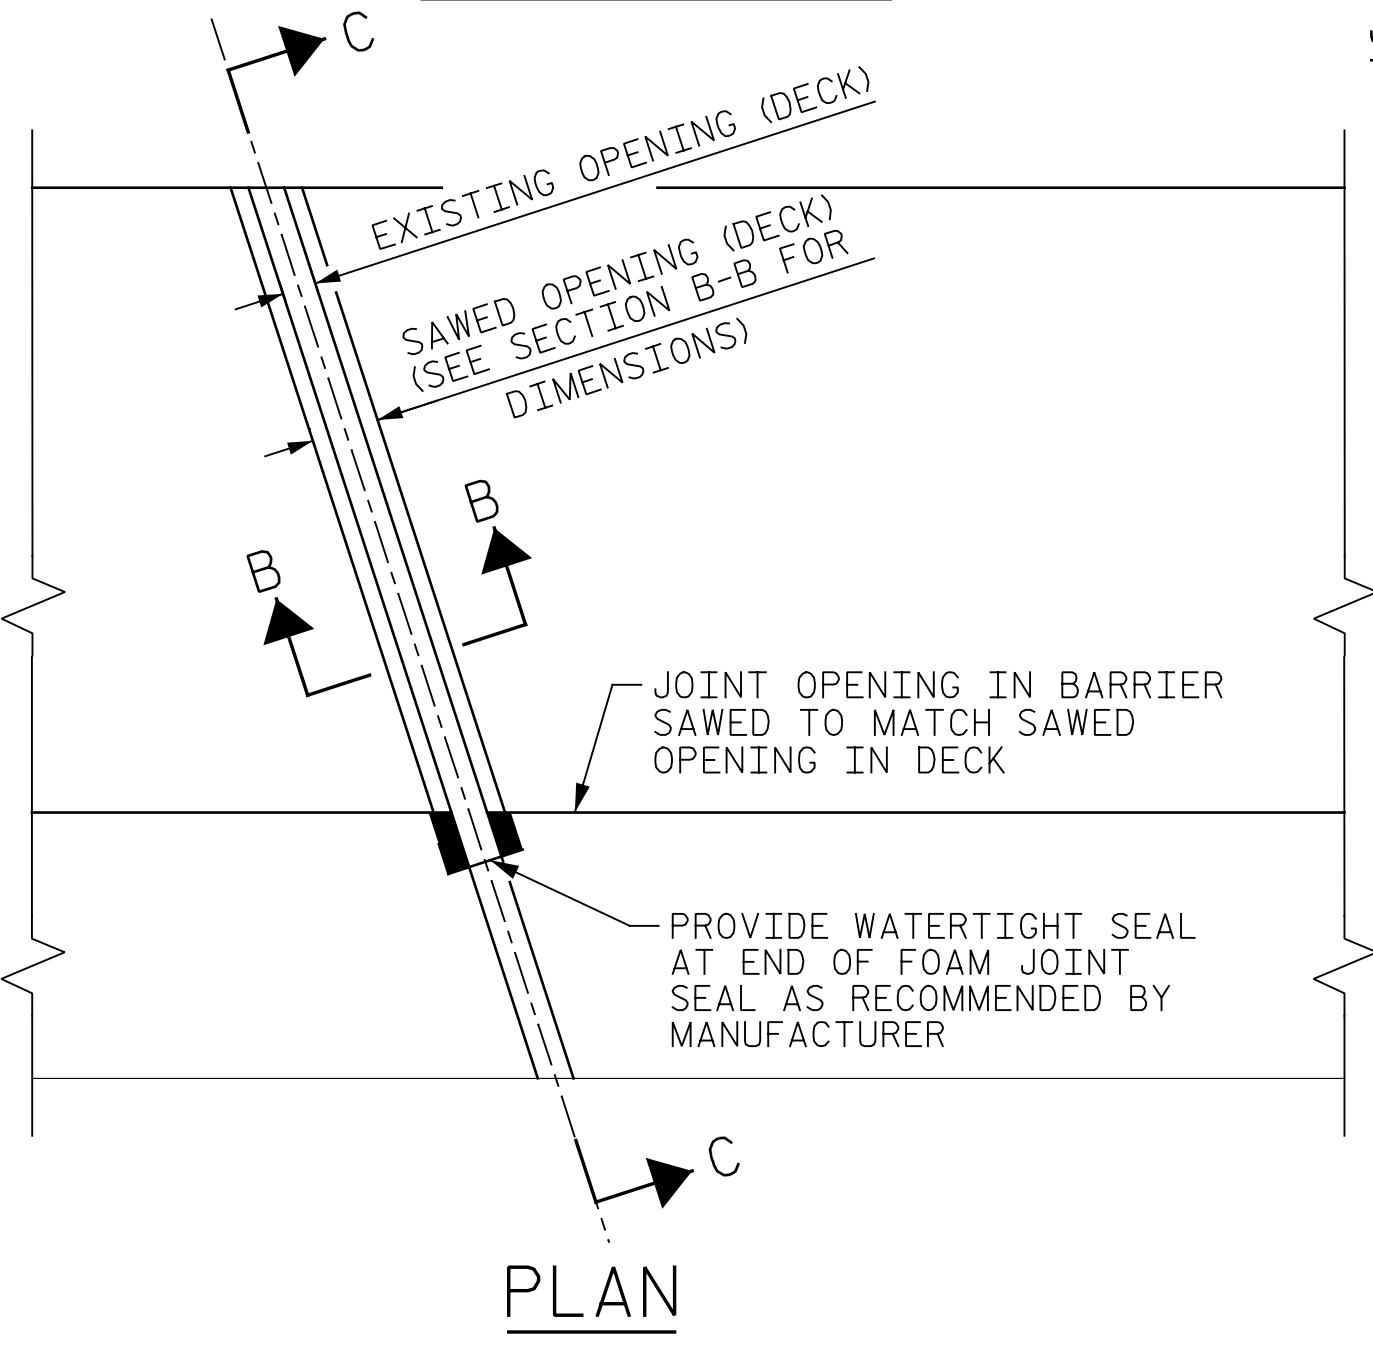 C
EXISTING OPENING (DECK)
SAWED OPENING (DECK)
(SEE SECTION B-B FOR
DIMENSIONS)
B
B
JOINT OPENING IN BARRIER
SAWED TO MATCH SAWED
OPENING IN DECK
PROVIDE WATERTIGHT SEAL
AT END OF FOAM JOINT
SEAL AS RECOMMENDED BY
MANUFACTURER
C
PLAN